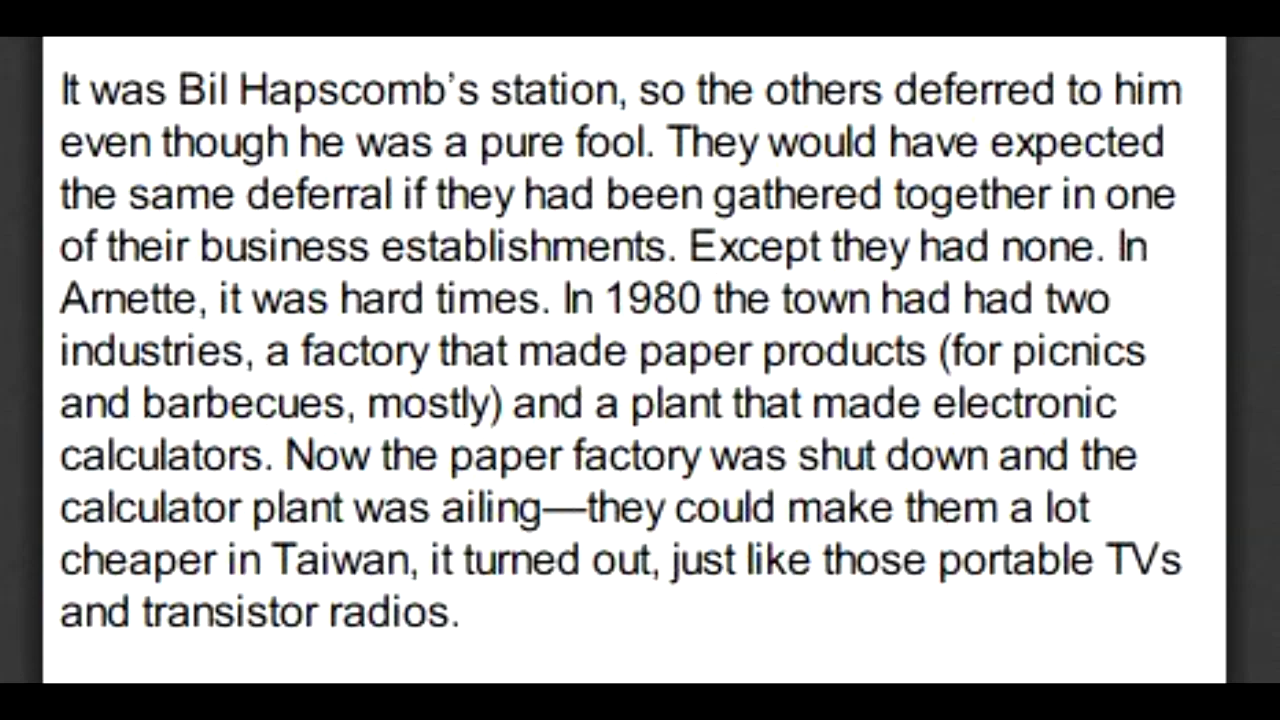 It was Bil Hapscomb’s station, so the others deferred to him
even though he was a pure fool. They would have expected
the same deferral if they had been gathered together in one
of their business establishments. Except they had none. In
Arnette, it was hard times. In 1980 the town had had two
industries, a factory that made paper products (for picnics
and barbecues, mostly) and a plant that made electronic
calculators. Now the paper factory was shut down and the
calculator plant was ailing—they could make them a lot
cheaper in Taiwan, it turned out, just like those portable TVs
and transistor radios.